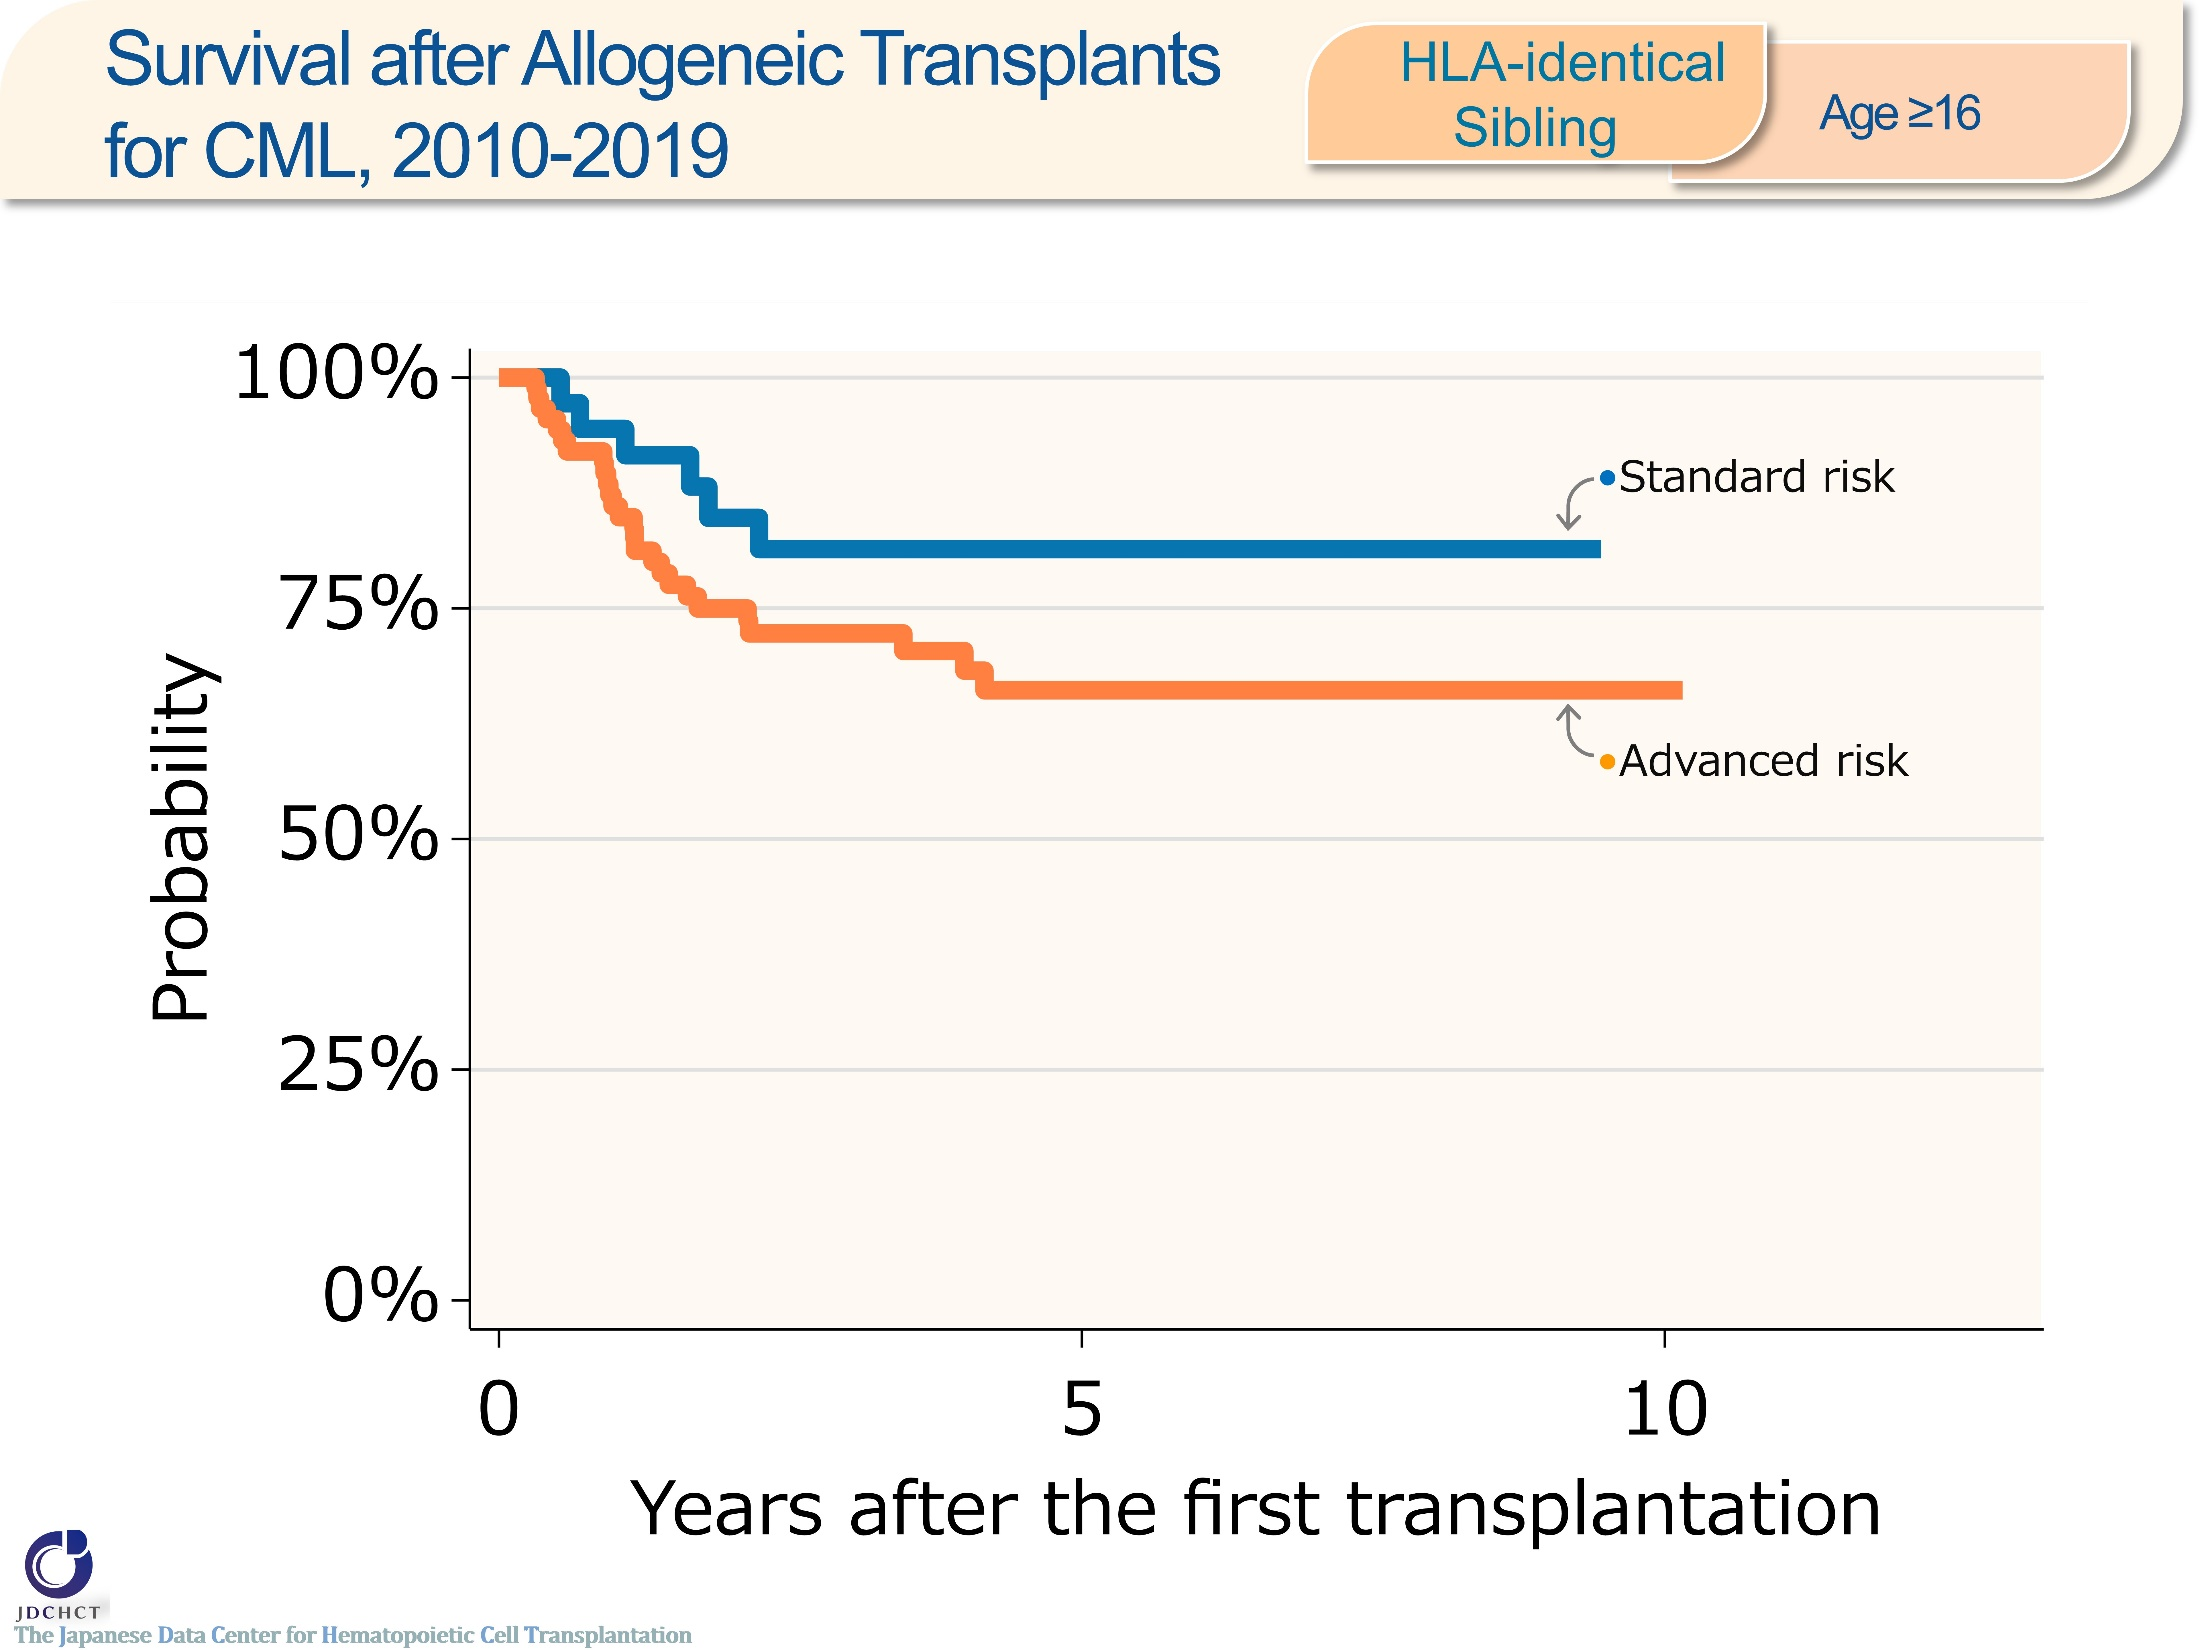 Survival after Allogeneic Transplants
for CML, 2010-2019
HLA-identical
Sibling
Age ≥16
100%
75%
50%
25%
0%
Probability
Standard risk
Advanced risk
0
5
10
Years after the first transplantation
JDCHCT
The Japanese Data Center for Hematopoietic Cell Transplantation